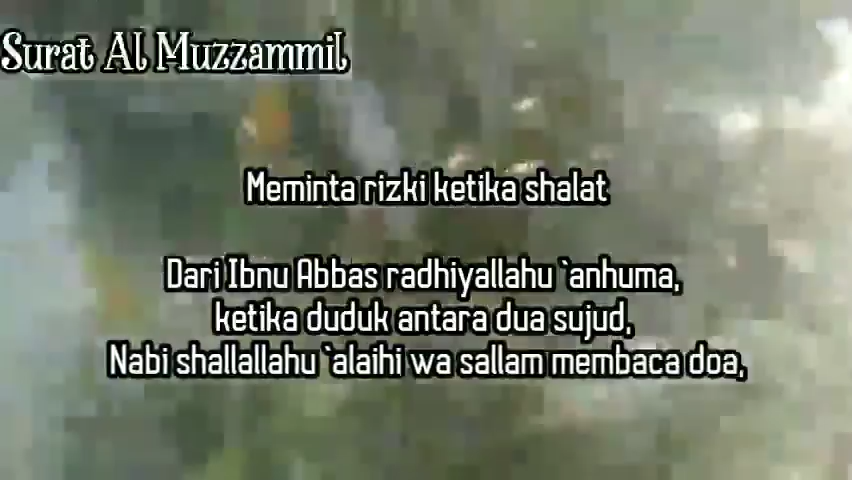 Surat Al Muzzammil
Meminta rizki ketika shalat
Dari Ibnu Abbas radhiyallahu `anhuma,
ketika duduk antara dua sujud,
Nabi shallallahu `alaihi wa sallam membaca doa,